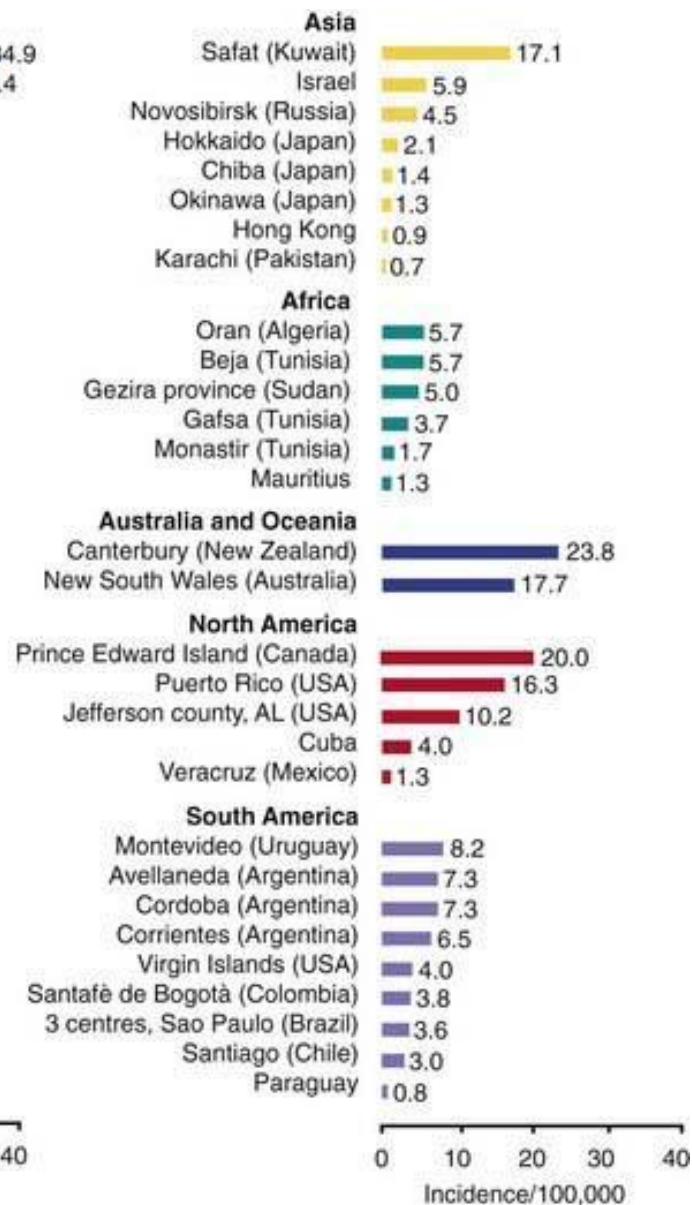 34.9
.4
Asia
Safat (Kuwait) 17.1
Israel 5.9
Novosibirsk (Russia) 4.5
Hokkaido (Japan) 2.1
Chiba (Japan) 1.4
Okinawa (Japan) 1.3
Hong Kong 0.9
Karachi (Pakistan) 0.7
Africa
Oran (Algeria) 5.7
Beja (Tunisia) 5.7
Gezira province (Sudan) 5.0
Gafsa (Tunisia) 3.7
Monastir (Tunisia) 1.7
Mauritius 1.3
Australia and Oceania
Canterbury (New Zealand) 23.8
New South Wales (Australia) 17.7
North America
Prince Edward Island (Canada) 20.0
Puerto Rico (USA) 16.3
Jefferson county, AL (USA) 10.2
Cuba 4.0
Veracruz (Mexico) 1.3
South America
Montevideo (Uruguay) 8.2
Avellaneda (Argentina) 7.3
Cordoba (Argentina) 7.3
Corrientes (Argentina) 6.5
Virgin Islands (USA) 4.0
Santafè de Bogotà (Colombia) 3.8
3 centres, Sao Paulo (Brazil) 3.6
Santiago (Chile) 3.0
Paraguay 0.8
40
0 10 20 30 40
Incidence/100,000